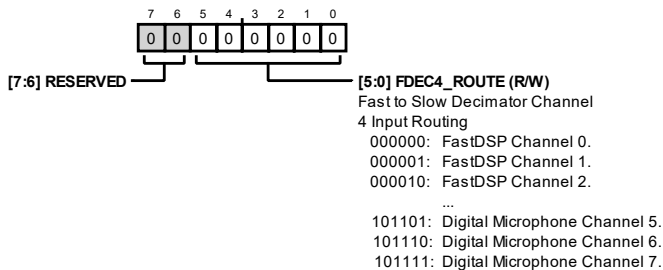 7 6 5 4 3 2 1 0
0 0 0 0 0 0 0 0
[7:6] RESERVED
[5:0] FDEC4_ROUTE (R/W)
Fast to Slow Decimator Channel
4 Input Routing
000000: FastDSP Channel 0.
000001: FastDSP Channel 1.
000010: FastDSP Channel 2.
...
101101: Digital Microphone Channel 5.
101110: Digital Microphone Channel 6.
101111: Digital Microphone Channel 7.